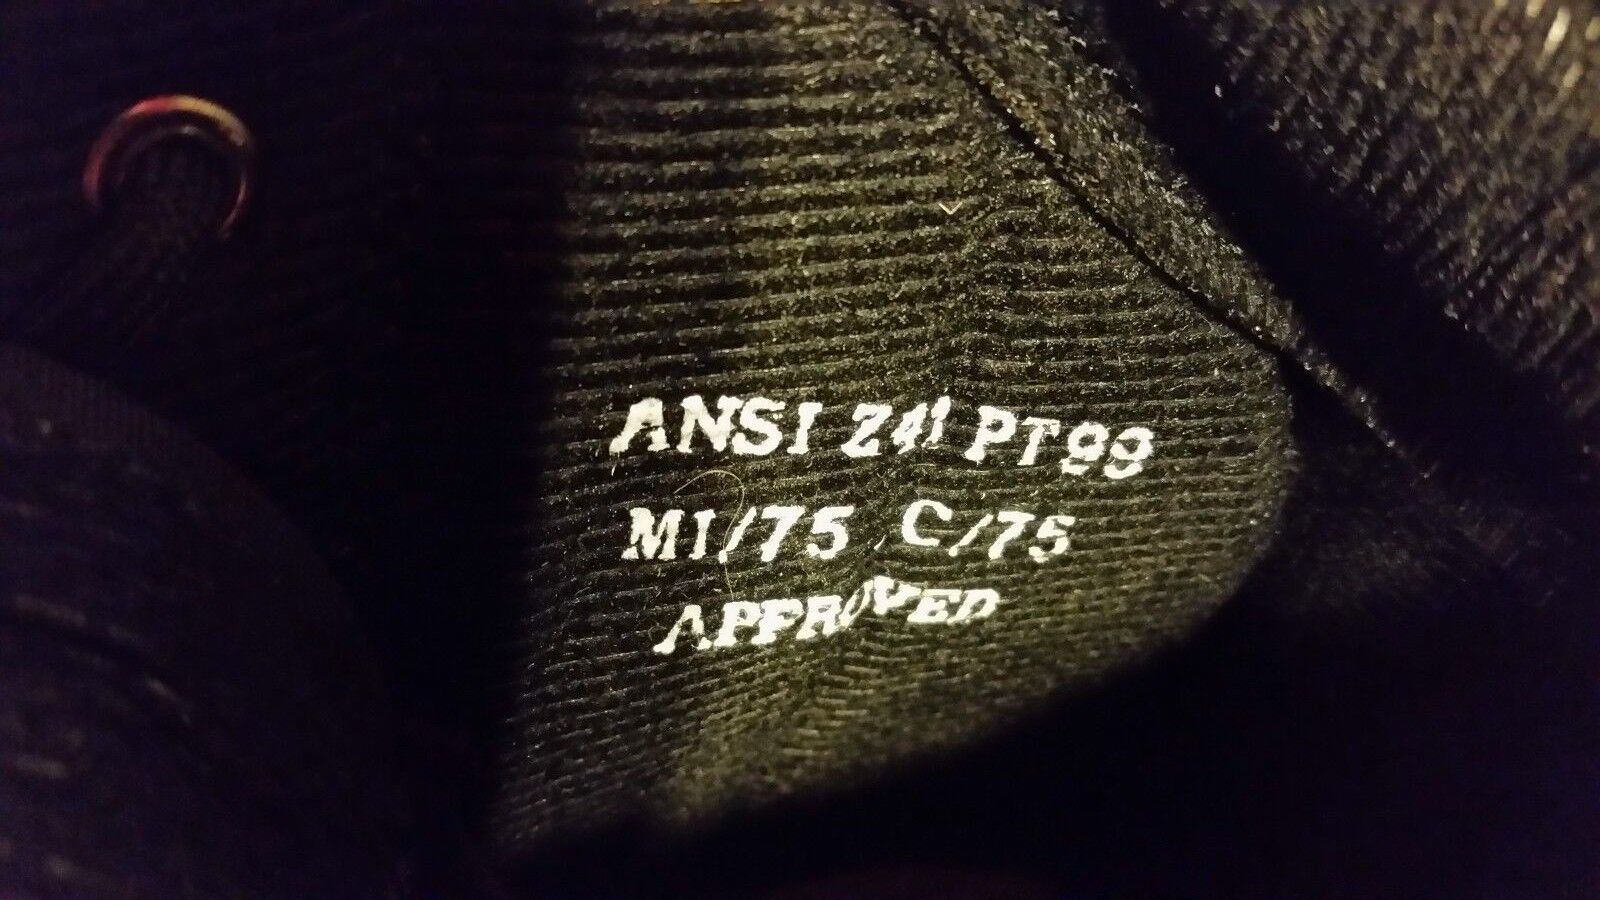 ANSI Z41 PT99
MI/75 C/75
APPROVED